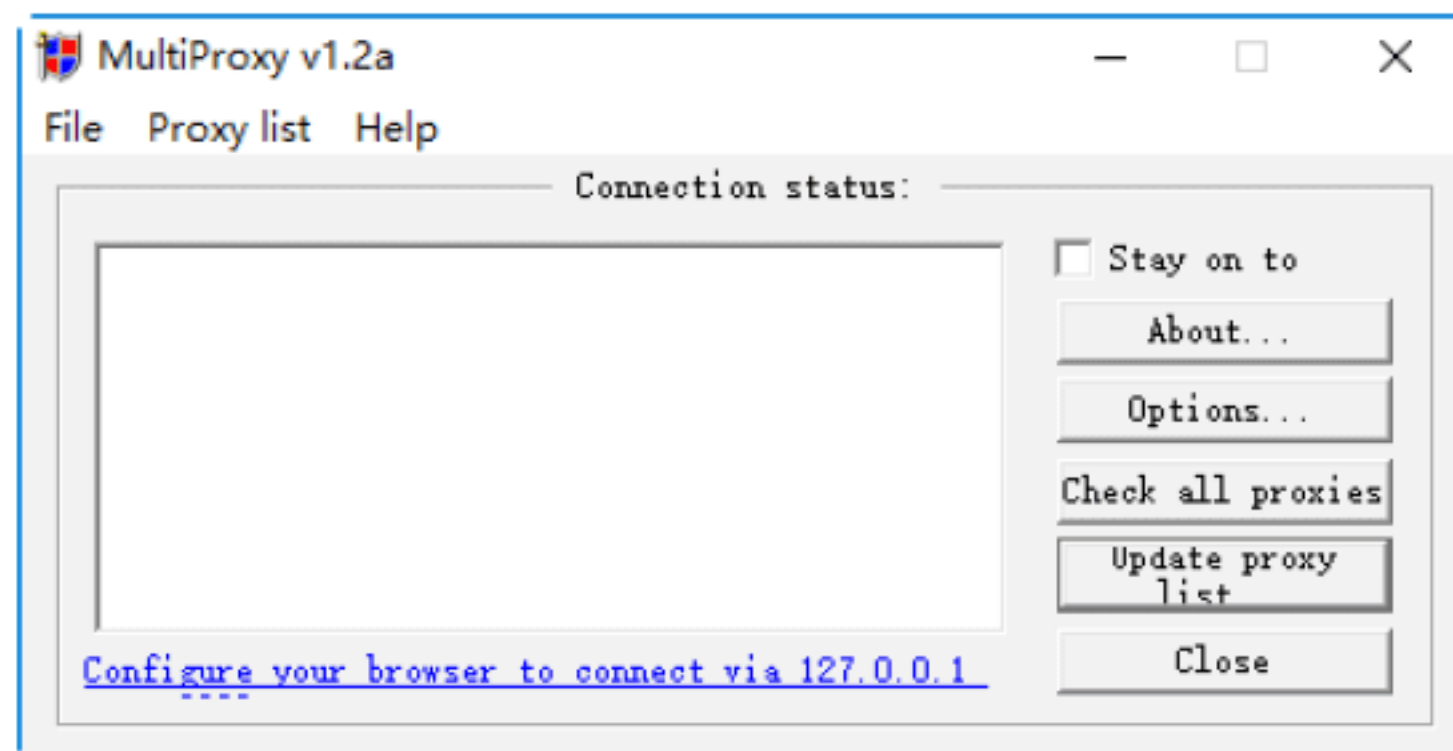 MultiProxy v1.2a
File Proxy list Help
Connection status:
Stay on to
About...
Options...
Check all proxies
Update proxy
list
Configure your browser to connect via 127.0.0.1
Close